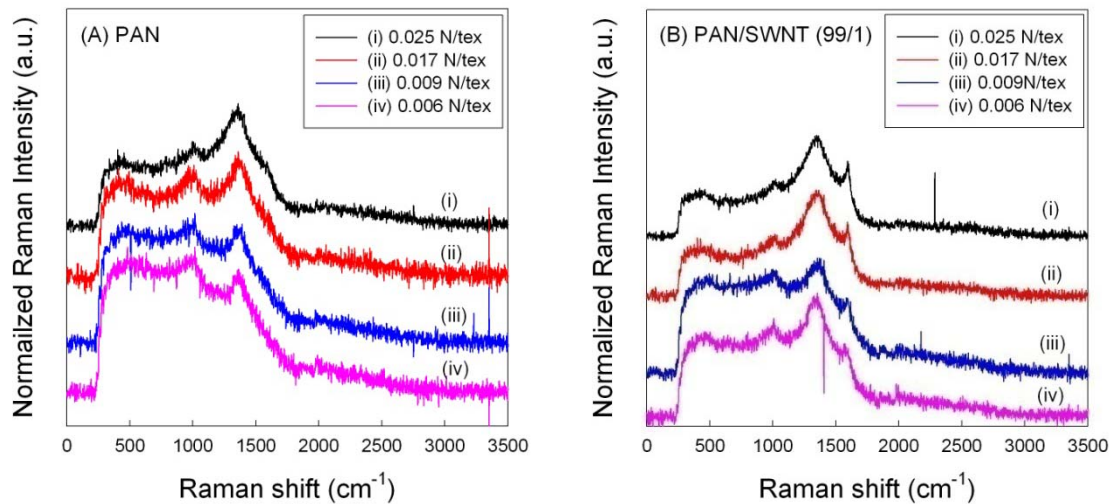 (A) PAN
(i) 0.025 N/tex
(ii) 0.017 N/tex
(iii) 0.009 N/tex
(iv) 0.006 N/tex
Normalized Raman Intensity (a.u.)
(i)
(ii)
(iii)
(iv)
0 500 1000 1500 2000 2500 3000 3500
Raman shift (cm⁻¹)
(B) PAN/SWNT (99/1)
(i) 0.025 N/tex
(ii) 0.017 N/tex
(iii) 0.009N/tex
(iv) 0.006 N/tex
Normalized Raman Intensity (a.u.)
(i)
(ii)
(iii)
(iv)
0 500 1000 1500 2000 2500 3000 3500
Raman shift (cm⁻¹)